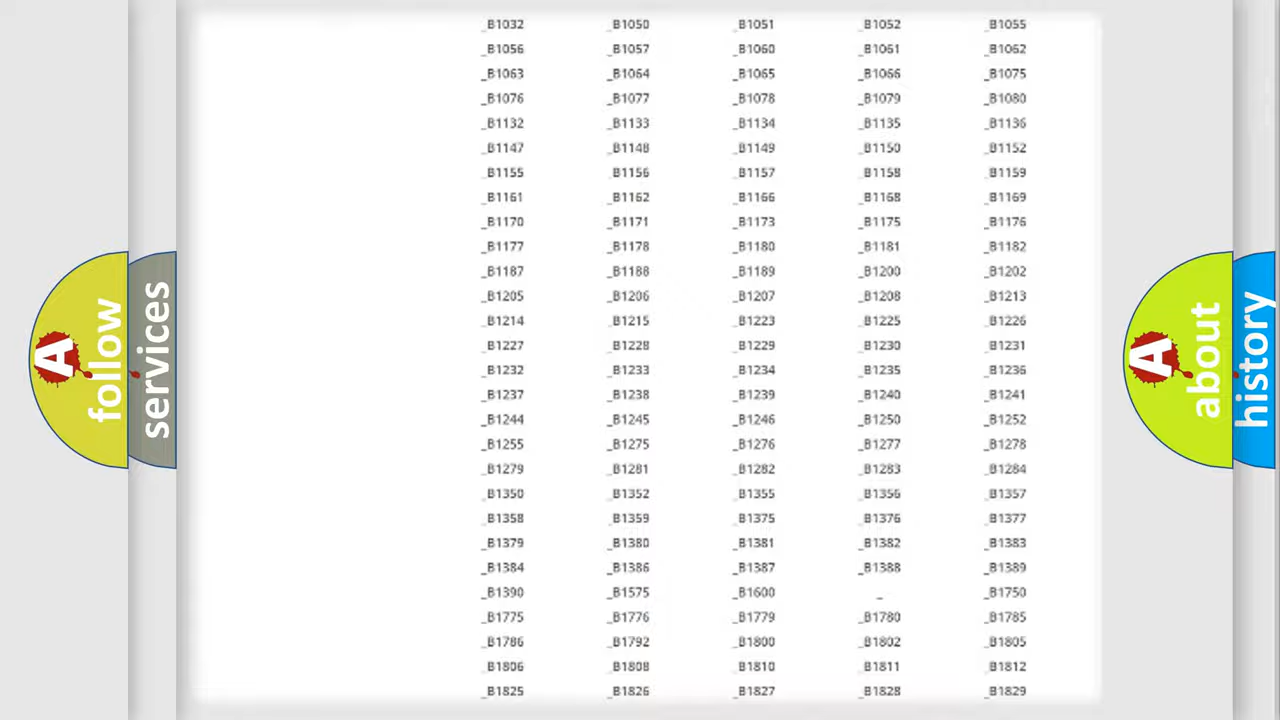 _B1032 _B1050 _B1051 _B1052 _B1055
_B1056 _B1057 _B1060 _B1061 _B1062
_B1063 _B1064 _B1065 _B1066 _B1075
_B1076 _B1077 _B1078 _B1079 _B1080
_B1132 _B1133 _B1134 _B1135 _B1136
_B1147 _B1148 _B1149 _B1150 _B1152
_B1155 _B1156 _B1157 _B1158 _B1159
_B1161 _B1162 _B1166 _B1168 _B1169
_B1170 _B1171 _B1173 _B1175 _B1176
_B1177 _B1178 _B1180 _B1181 _B1182
_B1187 _B1188 _B1189 _B1200 _B1202
_B1205 _B1206 _B1207 _B1208 _B1213
_B1214 _B1215 _B1223 _B1225 _B1226
_B1227 _B1228 _B1229 _B1230 _B1231
_B1232 _B1233 _B1234 _B1235 _B1236
_B1237 _B1238 _B1239 _B1240 _B1241
_B1244 _B1245 _B1246 _B1250 _B1252
_B1255 _B1275 _B1276 _B1277 _B1278
_B1279 _B1281 _B1282 _B1283 _B1284
_B1350 _B1352 _B1355 _B1356 _B1357
_B1358 _B1359 _B1375 _B1376 _B1377
_B1379 _B1380 _B1381 _B1382 _B1383
_B1384 _B1386 _B1387 _B1388 _B1389
_B1390 _B1575 _B1600 _ _B1750
_B1775 _B1776 _B1779 _B1780 _B1785
_B1786 _B1792 _B1800 _B1802 _B1805
_B1806 _B1808 _B1810 _B1811 _B1812
_B1825 _B1826 _B1827 _B1828 _B1829
A follow
services
A about
history